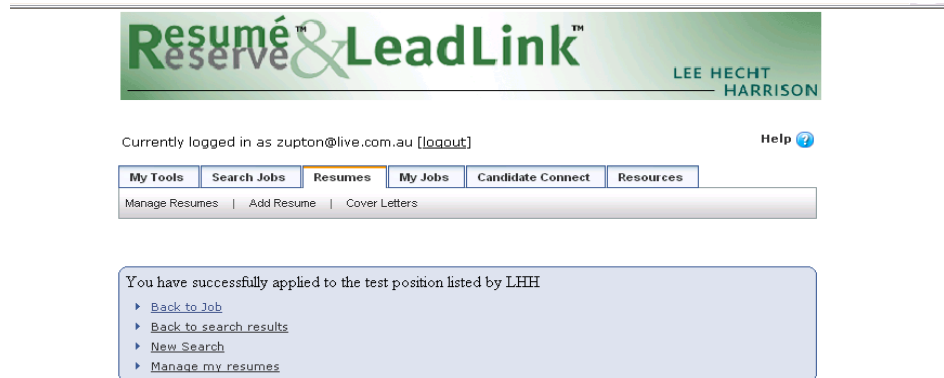 Resumé™ & LeadLink™
Reserve
LEE HECHT
HARRISON
Currently logged in as zupton@live.com.au [logout]
Help ?
My Tools Search Jobs Resumes My Jobs Candidate Connect Resources
Manage Resumes | Add Resume | Cover Letters
You have successfully applied to the test position listed by LHH
Back to Job
Back to search results
New Search
Manage my resumes